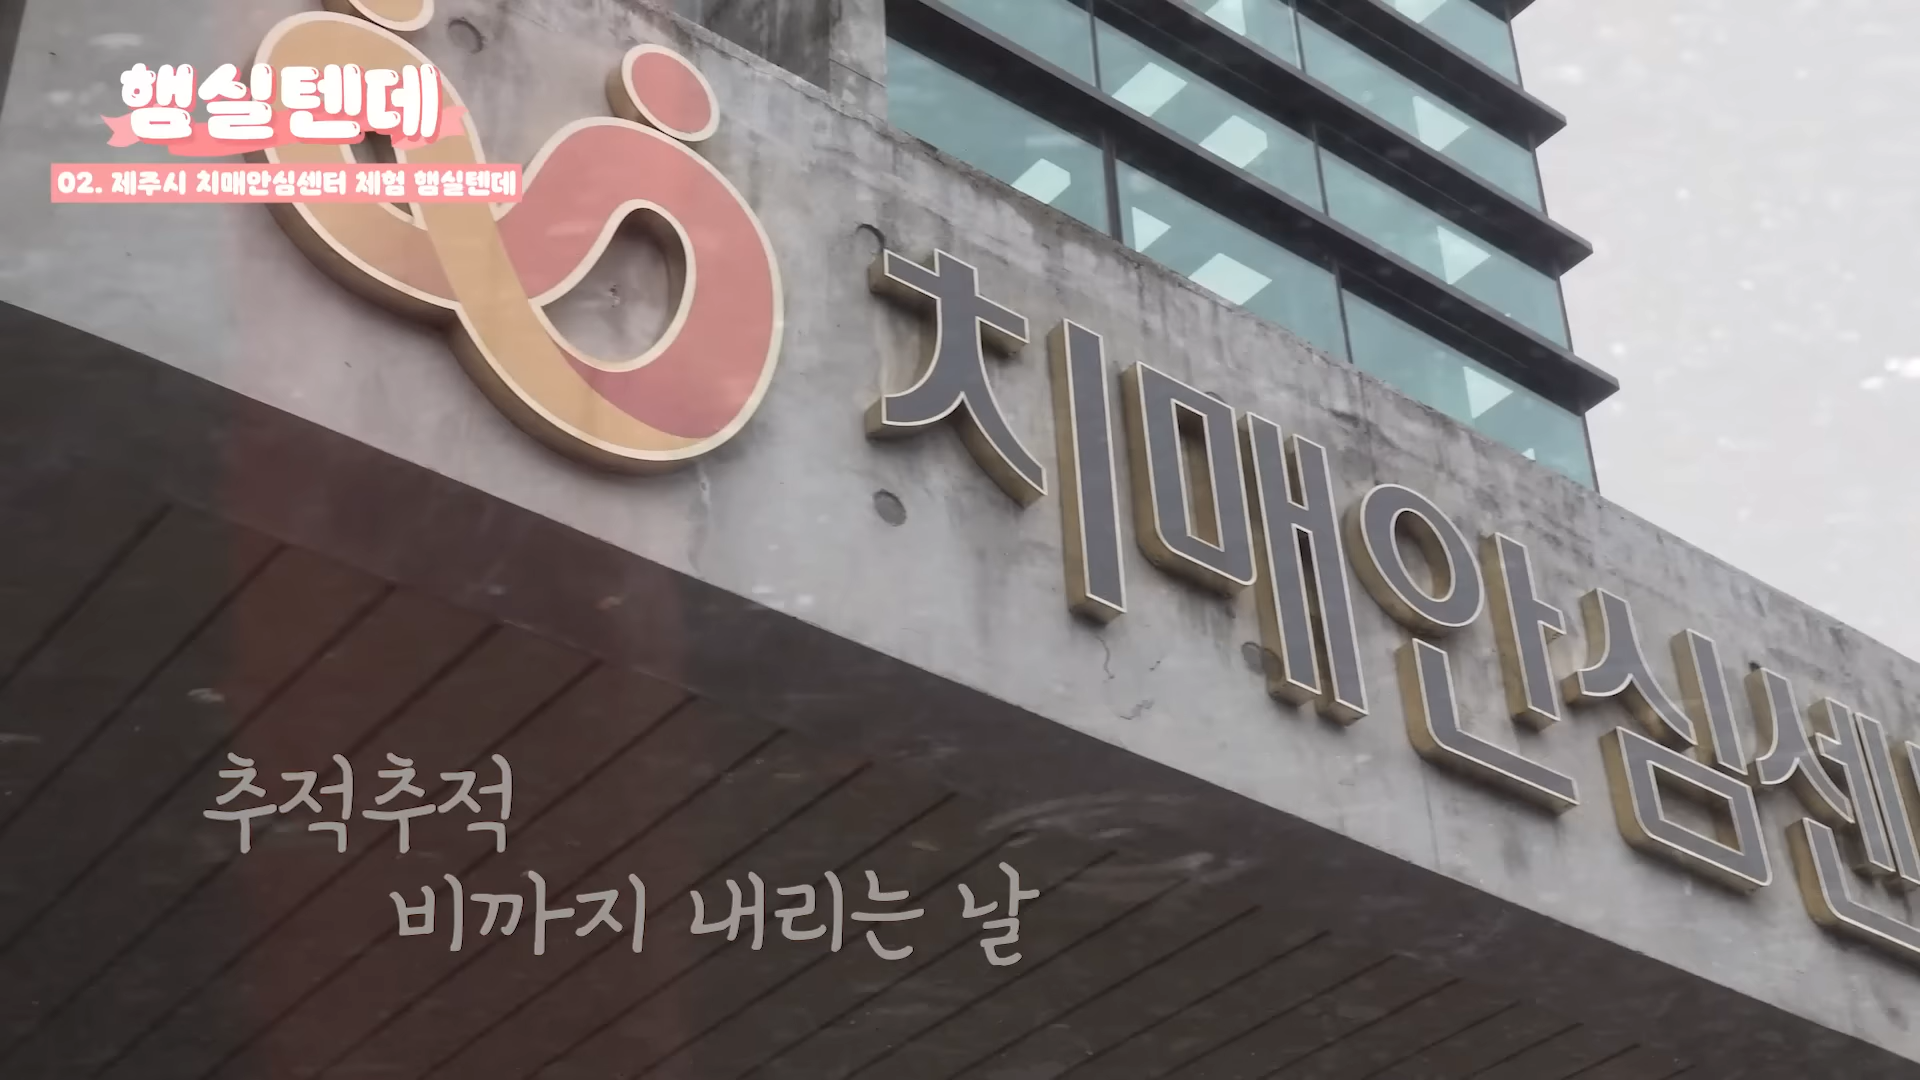 햄실텐데
02. 제주시 치매안심센터 체험 햄실텐데
치매안심센
추적추적
비까지 내리는 날